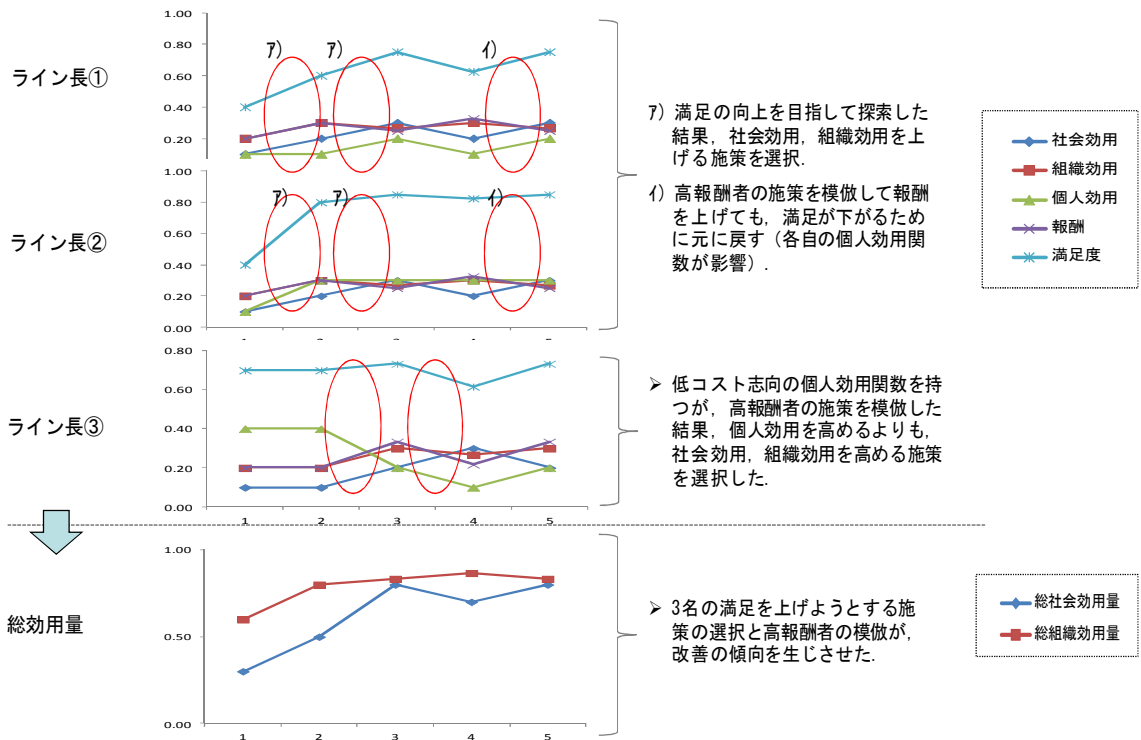 1.00
0.80
0.60
0.40
0.20
0.00
ライン長①
ア)
ア)
イ)
1.00
0.80
0.60
0.40
0.20
0.00
ライン長②
ア)
ア)
イ)
ア) 満足の向上を目指して探索した
結果, 社会効用, 組織効用を上
げる施策を選択.
イ) 高報酬者の施策を模倣して報酬
を上げても, 満足が下がるため
に元に戻す (各自の個人効用関
数が影響) .
社会効用
組織効用
個人効用
報酬
満足度
0.80
0.60
0.40
0.20
0.00
1 2 3 4 5
ライン長③
➢ 低コスト志向の個人効用関数を持
つが, 高報酬者の施策を模倣した
結果, 個人効用を高めるよりも,
社会効用, 組織効用を高める施策
を選択した.
総効用量
1.00
0.50
0.00
1 2 3 4 5
➢ 3名の満足を上げようとする施
策の選択と高報酬者の模倣が,
改善の傾向を生じさせた.
総社会効用量
総組織効用量